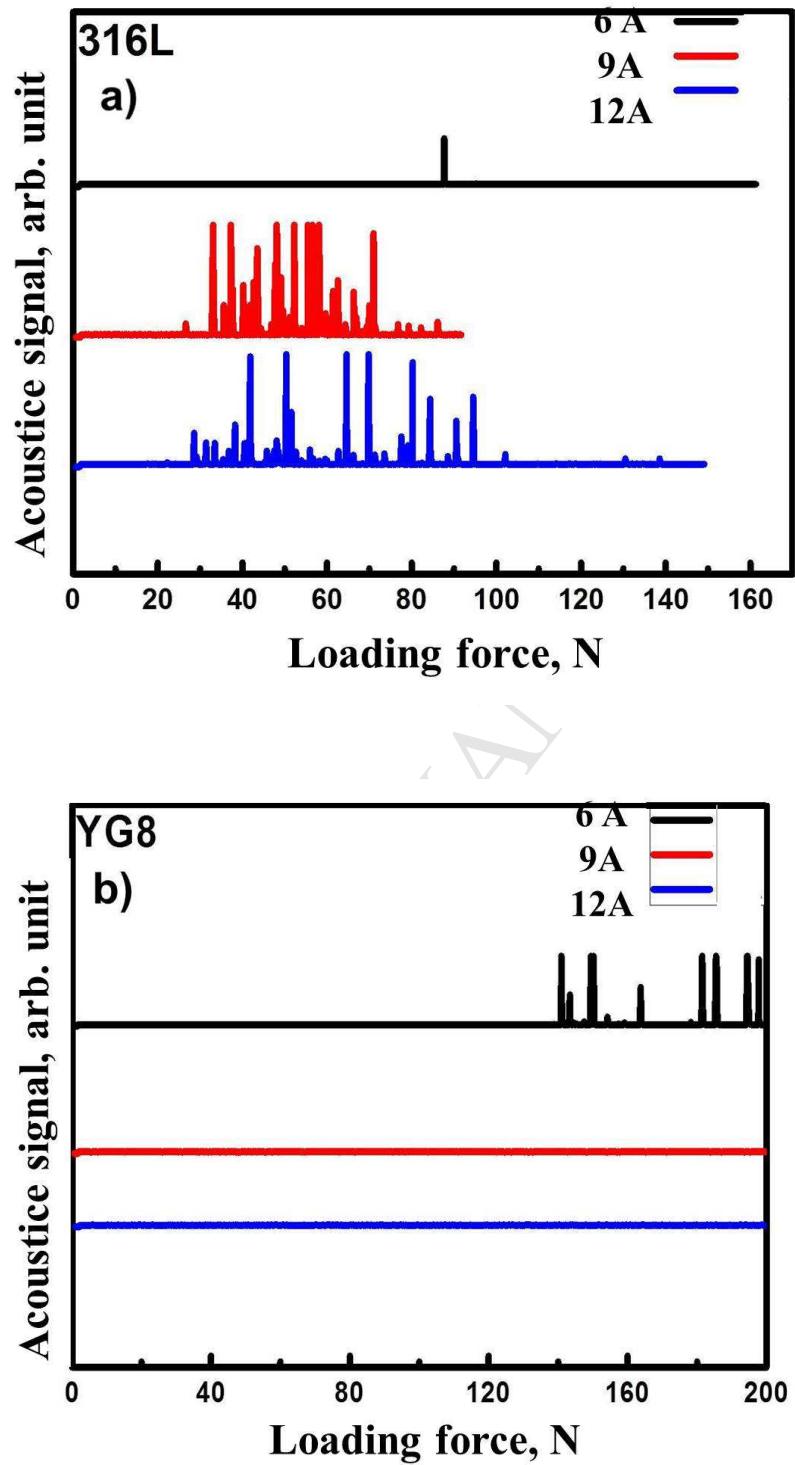 316L
a)
6 A
9A
12A
Acoustice signal, arb. unit
0 20 40 60 80 100 120 140 160
Loading force, N
YG8
b)
6 A
9A
12A
Acoustice signal, arb. unit
0 40 80 120 160 200
Loading force, N